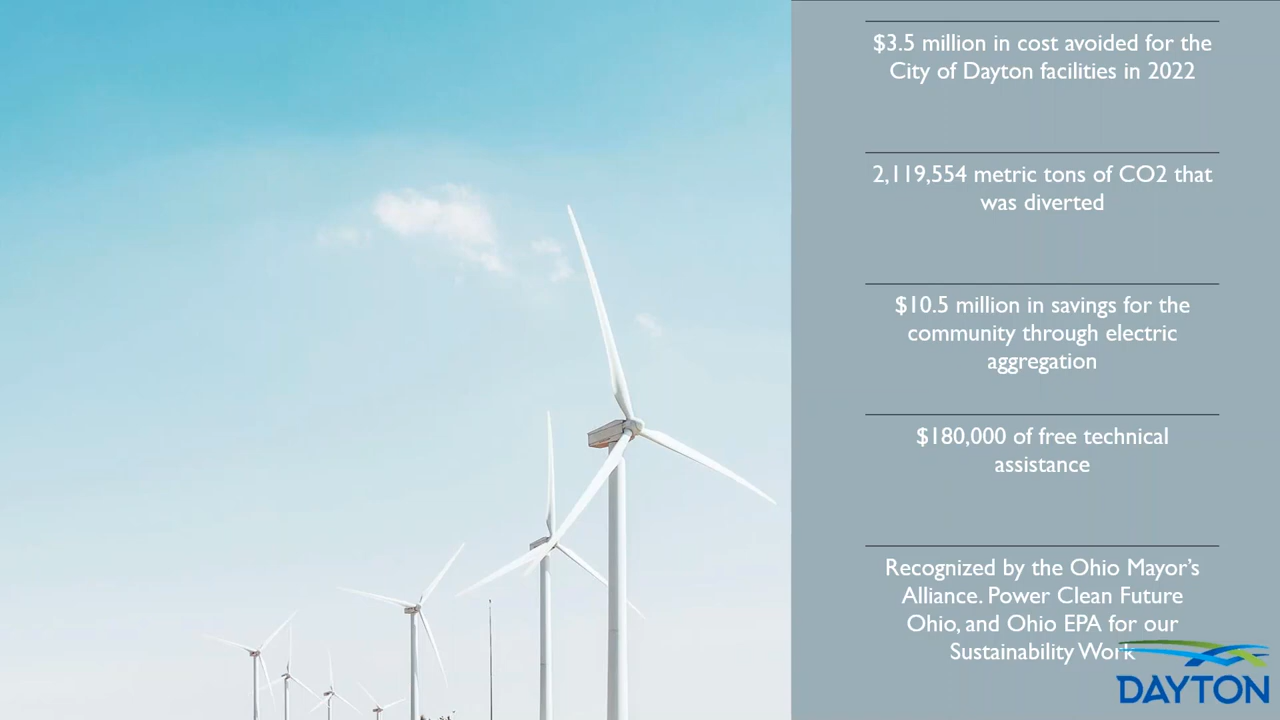 $3.5 million in cost avoided for the
City of Dayton facilities in 2022
2,119,554 metric tons of CO2 that
was diverted
$10.5 million in savings for the
community through electric
aggregation
$180,000 of free technical
assistance
Recognized by the Ohio Mayor’s
Alliance. Power Clean Future
Ohio, and Ohio EPA for our
Sustainability Work
DAYTON